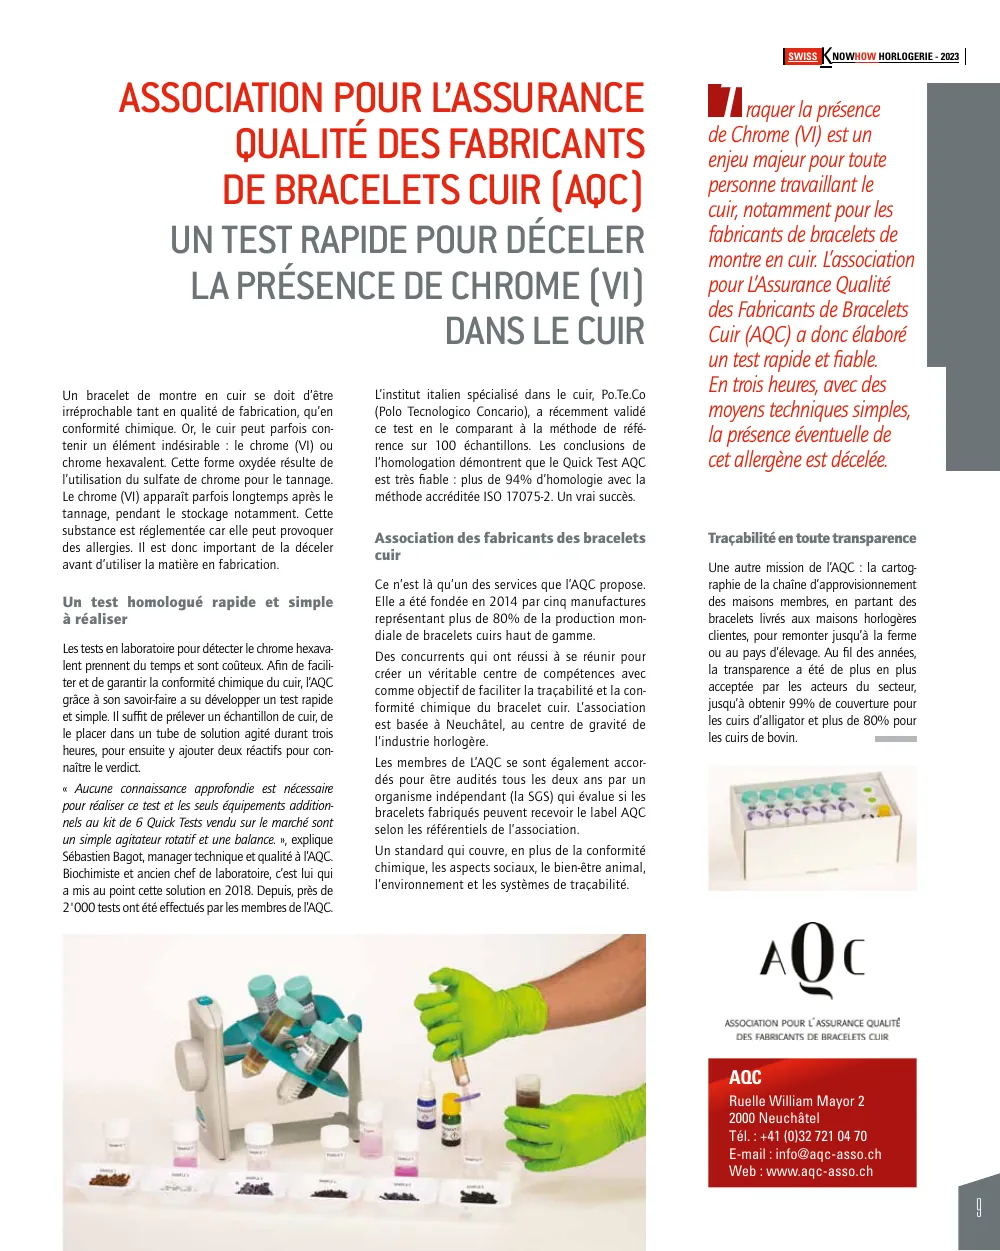 SWISS KNOWHOW HORLOGERIE - 2023
ASSOCIATION POUR L'ASSURANCE
QUALITÉ DES FABRICANTS
DE BRACELETS CUIR (AQC)
UN TEST RAPIDE POUR DÉCELER
LA PRÉSENCE DE CHROME (VI)
DANS LE CUIR
Traquer la présence
de Chrome (VI) est un
enjeu majeur pour toute
personne travaillant le
cuir, notamment pour les
fabricants de bracelets de
montre en cuir. L'association
pour L'Assurance Qualité
des Fabricants de Bracelets
Cuir (AQC) a donc élaboré
un test rapide et fiable.
En trois heures, avec des
moyens techniques simples,
la présence éventuelle de
cet allergène est décelée.
Un bracelet de montre en cuir se doit d'être
irréprochable tant en qualité de fabrication, qu'en
conformité chimique. Or, le cuir peut parfois con-
tenir un élément indésirable : le chrome (VI) ou
chrome hexavalent. Cette forme oxydée résulte de
l'utilisation du sulfate de chrome pour le tannage.
Le chrome (VI) apparaît parfois longtemps après le
tannage, pendant le stockage notamment. Cette
substance est réglementée car elle peut provoquer
des allergies. Il est donc important de la déceler
avant d'utiliser la matière en fabrication.
Un test homologué rapide et simple
à réaliser
Les tests en laboratoire pour détecter le chrome hexava-
lent prennent du temps et sont coûteux. Afin de facili-
ter et de garantir la conformité chimique du cuir, l'AQC
grâce à son savoir-faire a su développer un test rapide
et simple. Il suffit de prélever un échantillon de cuir, de
le placer dans un tube de solution agité durant trois
heures, pour ensuite y ajouter deux réactifs pour con-
naître le verdict.
« Aucune connaissance approfondie est nécessaire
pour réaliser ce test et les seuls équipements addition-
nels au kit de 6 Quick Tests vendu sur le marché sont
un simple agitateur rotatif et une balance. », explique
Sébastien Bagot, manager technique et qualité à l'AQC.
Biochimiste et ancien chef de laboratoire, c'est lui qui
a mis au point cette solution en 2018. Depuis, près de
2'000 tests ont été effectués par les membres de l'AQC.
L'institut italien spécialisé dans le cuir, Po.Te.Co
(Polo Tecnologico Concario), a récemment validé
ce test en le comparant à la méthode de réfé-
rence sur 100 échantillons. Les conclusions de
l'homologation démontrent que le Quick Test AQC
est très fiable : plus de 94% d'homologie avec la
méthode accréditée ISO 17075-2. Un vrai succès.
Association des fabricants des bracelets
cuir
Ce n'est là qu'un des services que l'AQC propose.
Elle a été fondée en 2014 par cinq manufactures
représentant plus de 80% de la production mon-
diale de bracelets cuirs haut de gamme.
Des concurrents qui ont réussi à se réunir pour
créer un véritable centre de compétences avec
comme objectif de faciliter la traçabilité et la con-
formité chimique du bracelet cuir. L'association
est basée à Neuchâtel, au centre de gravité de
l'industrie horlogère.
Les membres de L'AQC se sont également accor-
dés pour être audités tous les deux ans par un
organisme indépendant (la SGS) qui évalue si les
bracelets fabriqués peuvent recevoir le label AQC
selon les référentiels de l'association.
Un standard qui couvre, en plus de la conformité
chimique, les aspects sociaux, le bien-être animal,
l'environnement et les systèmes de traçabilité.
Traçabilité en toute transparence
Une autre mission de l'AQC : la cartog-
raphie de la chaîne d'approvisionnement
des maisons membres, en partant des
bracelets livrés aux maisons horlogères
clientes, pour remonter jusqu'à la ferme
ou au pays d'élevage. Au fil des années,
la transparence a été de plus en plus
acceptée par les acteurs du secteur,
jusqu'à obtenir 99% de couverture pour
les cuirs d'alligator et plus de 80% pour
les cuirs de bovin.
AQC
ASSOCIATION POUR L'ASSURANCE QUALITÉ
DES FABRICANTS DE BRACELETS CUIR
AQC
Ruelle William Mayor 2
2000 Neuchâtel
Tél. : +41 (0)32 721 04 70
E-mail : info@aqc-asso.ch
Web : www.aqc-asso.ch
9